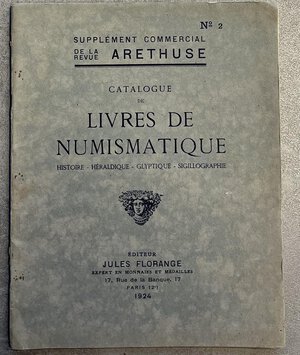 Nº 2
SUPPLÉMENT COMMERCIAL
DE LA
REVUE ARETHUSE
CATALOGUE
DE
LIVRES DE
NUMISMATIQUE
HISTOIRE - HÉRALDIQUE - GLYPTIQUE - SIGILLOGRAPHIE
EDITEUR
JULES FLORANGE
EXPERT EN MONNAIES ET MÉDAILLES
17, Rue de la Banque, 17
PARIS (2e)
1924